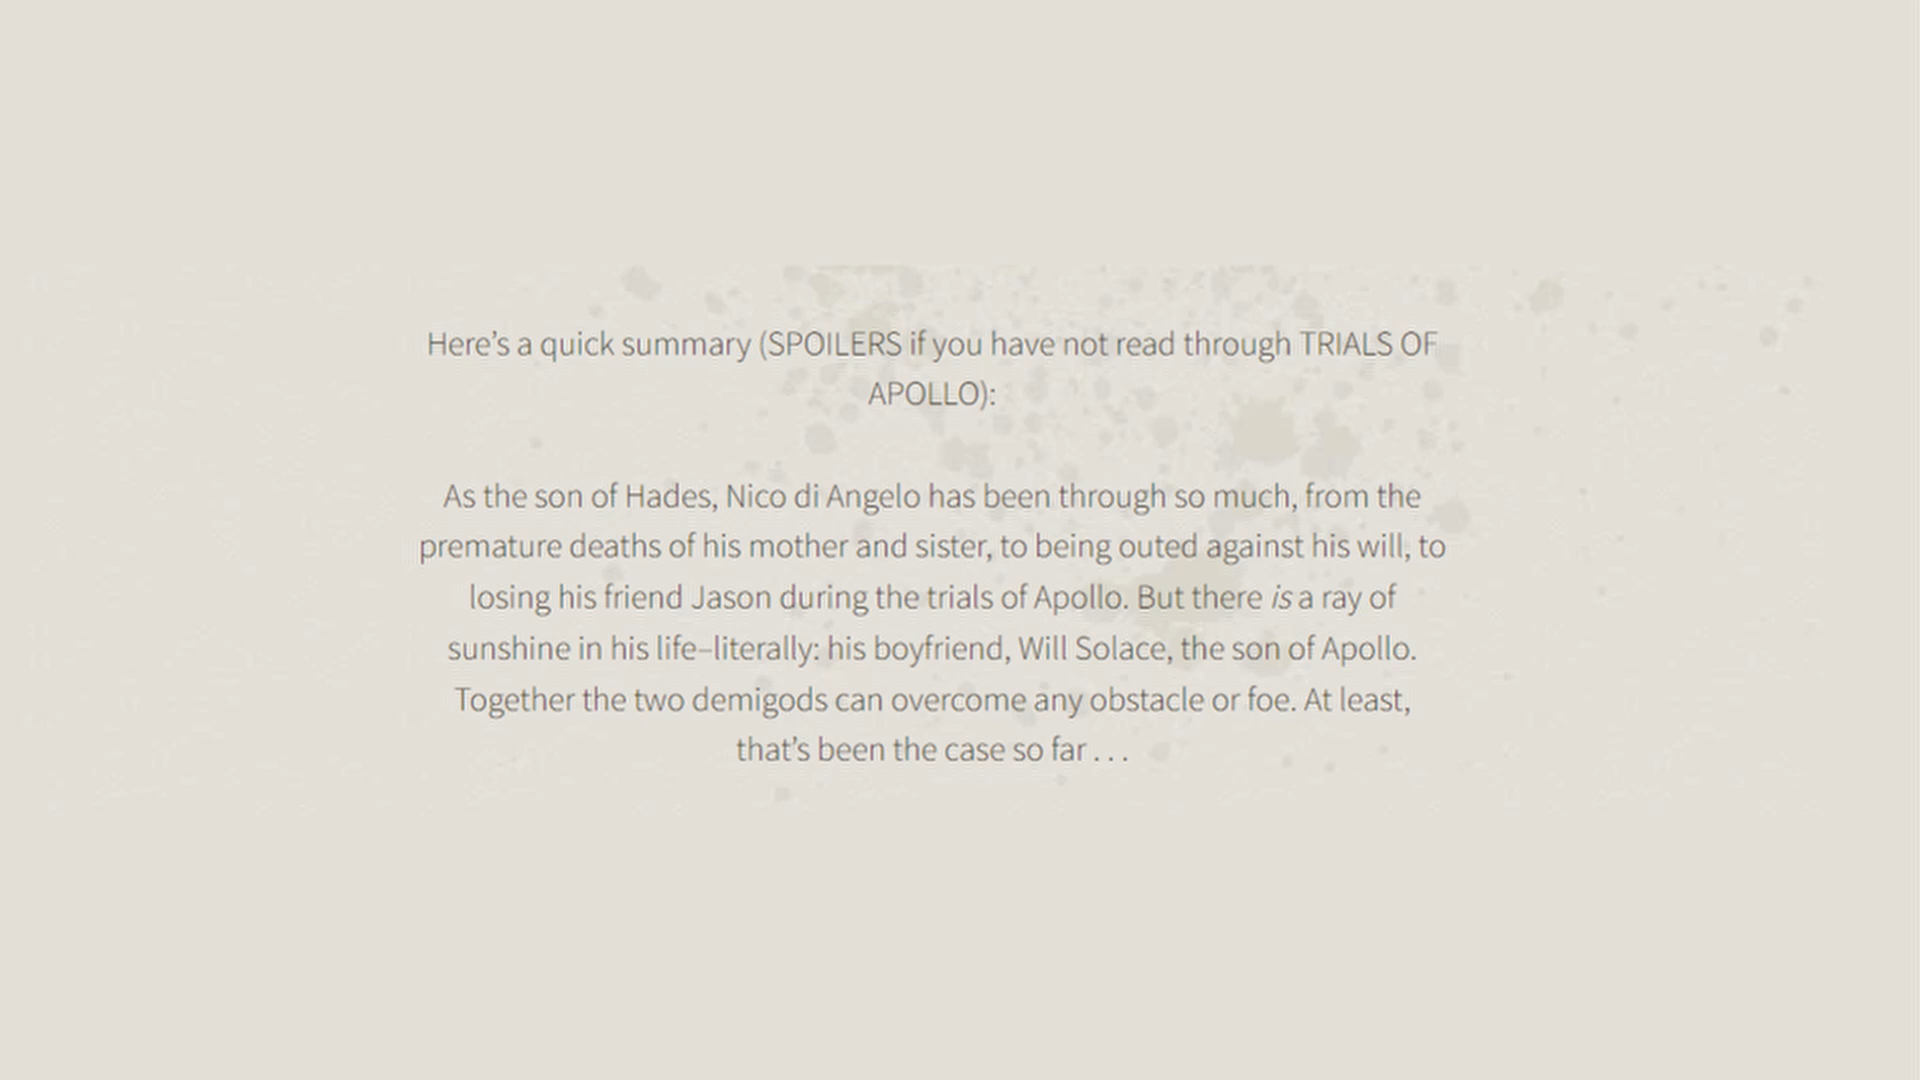 Here’s a quick summary (SPOILERS if you have not read through TRIALS OF
APOLLO):
As the son of Hades, Nico di Angelo has been through so much, from the
premature deaths of his mother and sister, to being outed against his will, to
losing his friend Jason during the trials of Apollo. But there is a ray of
sunshine in his life–literally: his boyfriend, Will Solace, the son of Apollo.
Together the two demigods can overcome any obstacle or foe. At least,
that’s been the case so far . . .